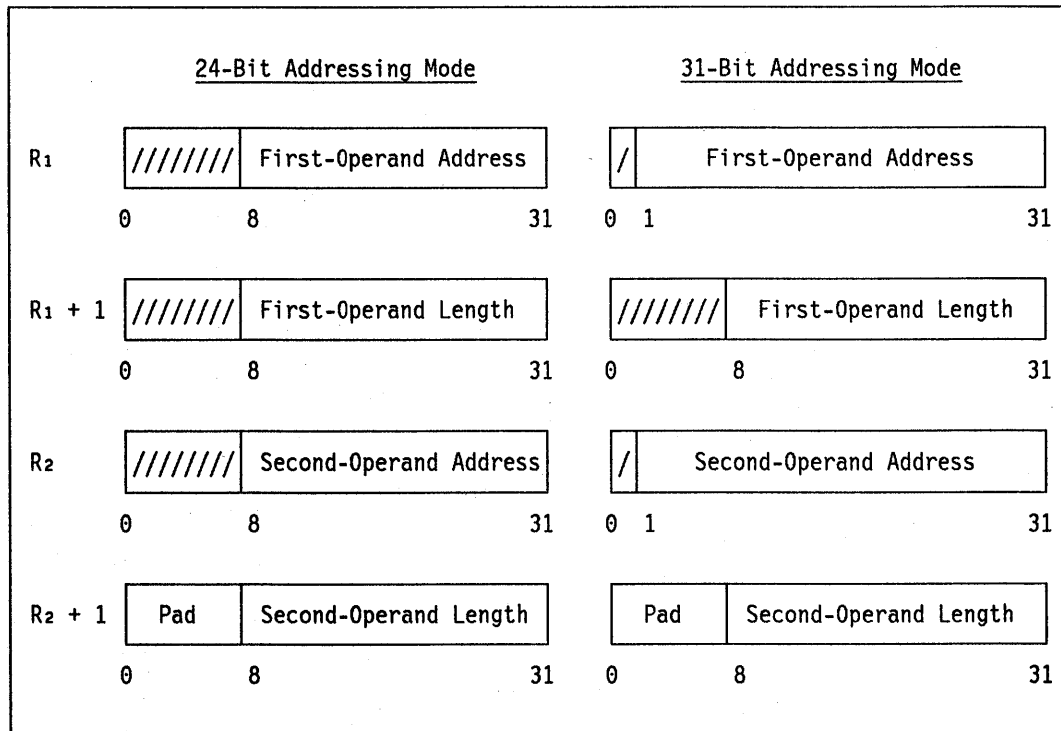 24-Bit Addressing Mode 31-Bit Addressing Mode
R1 //////// First-Operand Address / First-Operand Address
0 8 31 0 1 31
R1 + 1 //////// First-Operand Length //////// First-Operand Length
0 8 31 0 8 31
R2 //////// Second-Operand Address / Second-Operand Address
0 8 31 0 1 31
R2 + 1 Pad Second-Operand Length Pad Second-Operand Length
0 8 31 0 8 31